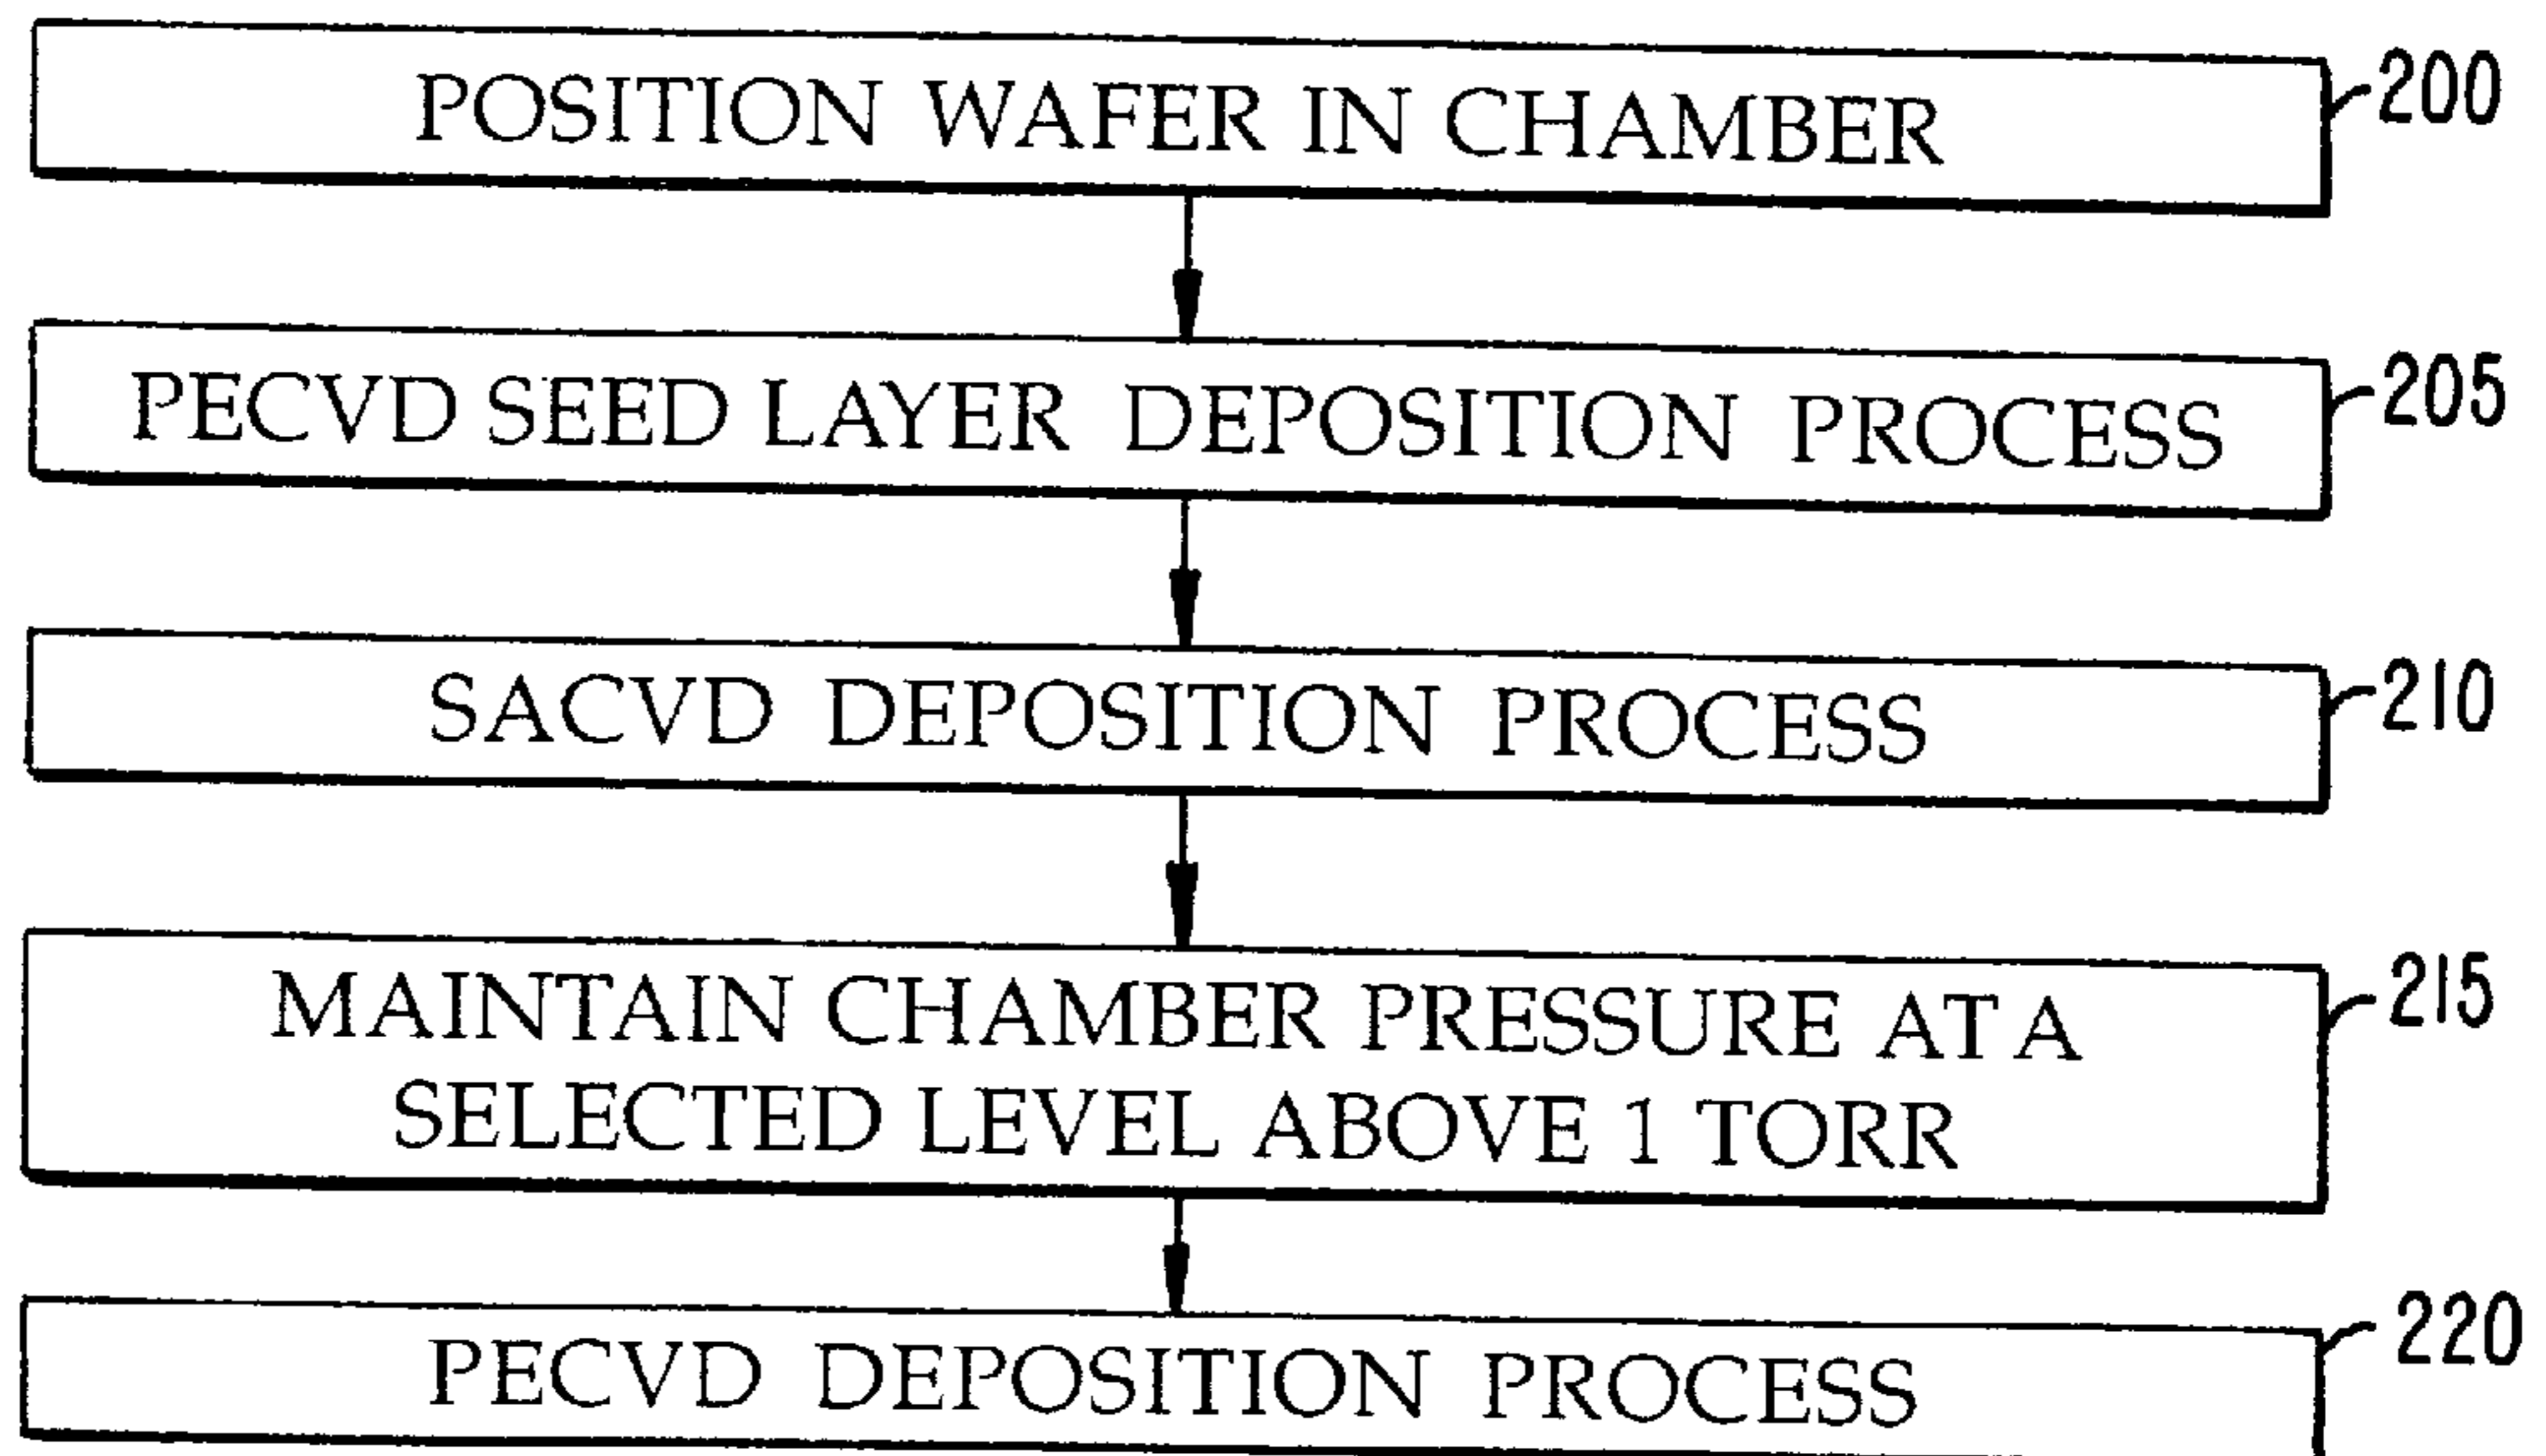 POSITION WAFER IN CHAMBER
200
PECVD SEED LAYER DEPOSITION PROCESS
205
SACVD DEPOSITION PROCESS
210
MAINTAIN CHAMBER PRESSURE AT A
215
SELECTED LEVEL ABOVE 1 TORR
PECVD DEPOSITION PROCESS
220